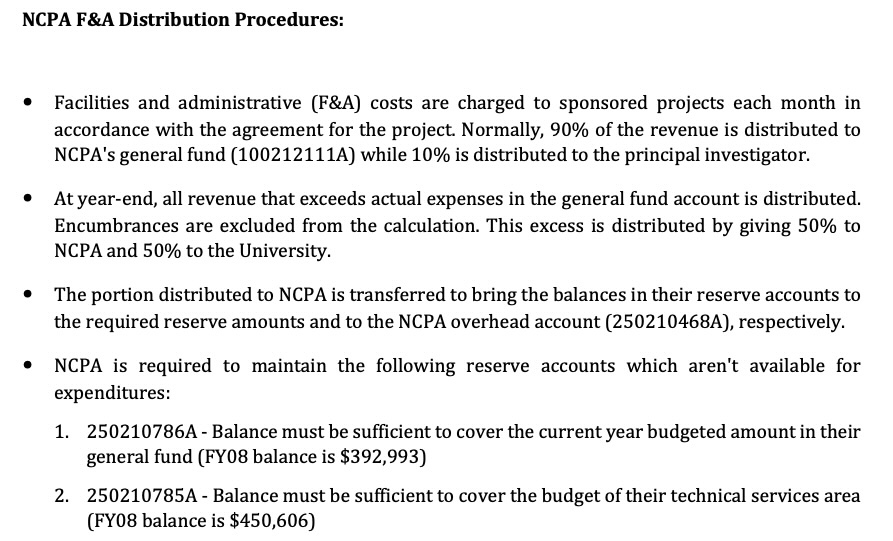 NCPA F&A Distribution Procedures:
• Facilities and administrative (F&A) costs are charged to sponsored projects each month in
accordance with the agreement for the project. Normally, 90% of the revenue is distributed to
NCPA's general fund (100212111A) while 10% is distributed to the principal investigator.
• At year-end, all revenue that exceeds actual expenses in the general fund account is distributed.
Encumbrances are excluded from the calculation. This excess is distributed by giving 50% to
NCPA and 50% to the University.
• The portion distributed to NCPA is transferred to bring the balances in their reserve accounts to
the required reserve amounts and to the NCPA overhead account (250210468A), respectively.
• NCPA is required to maintain the following reserve accounts which aren't available for
expenditures:
1. 250210786A - Balance must be sufficient to cover the current year budgeted amount in their
general fund (FY08 balance is $392,993)
2. 250210785A - Balance must be sufficient to cover the budget of their technical services area
(FY08 balance is $450,606)